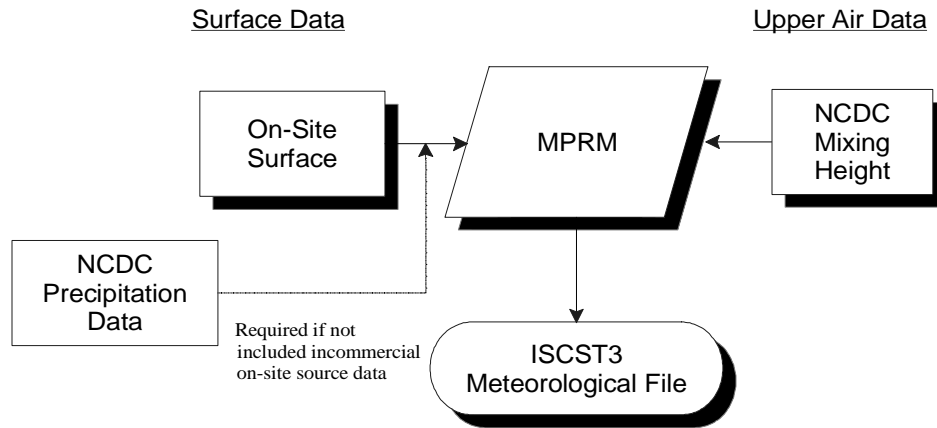 Surface Data
Upper Air Data
On-Site
Surface
MPRM
NCDC
Mixing
Height
NCDC
Precipitation
Data
Required if not
included incommercial
on-site source data
ISCST3
Meteorological File